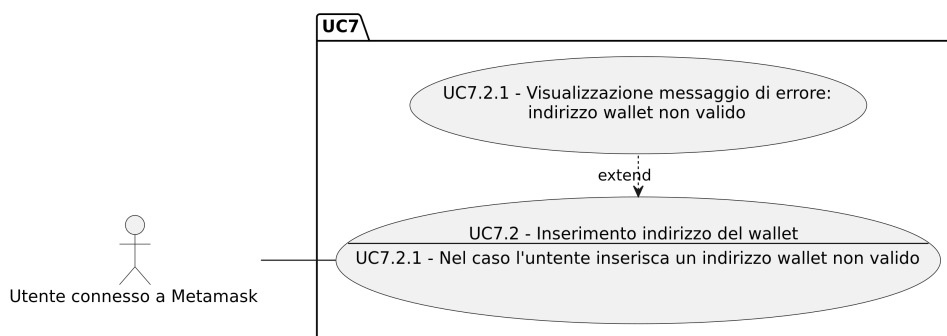 UC7
UC7.2.1 - Visualizzazione messaggio di errore:
indirizzo wallet non valido
extend
UC7.2 - Inserimento indirizzo del wallet
UC7.2.1 - Nel caso l'untente inserisca un indirizzo wallet non valido
Utente connesso a Metamask